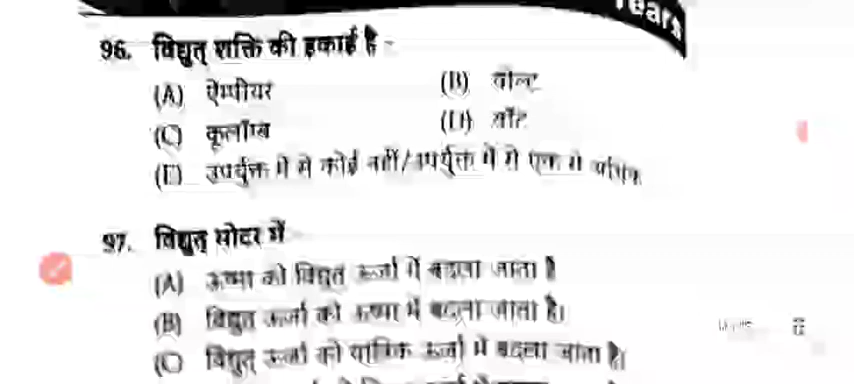 Years
96. विद्युत् शक्ति की इकाई है -
(A) ऐम्पीयर (B) वोल्ट
(C) कूलॉम्ब (D) वॉट
(E) उपर्युक्त में से कोई नहीं/उपर्युक्त में से एक से अधिक
97. विद्युत् मोटर में
(A) ऊष्मा को विद्युत ऊर्जा में बदला जाता है
(B) विद्युत ऊर्जा को ऊष्मा में बदला जाता है।
(C) विद्युत् ऊर्जा को यांत्रिक ऊर्जा में बदला जाता है।